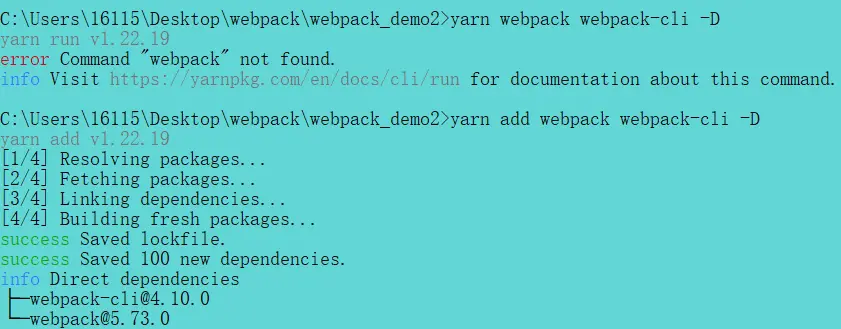 C:\Users\16115\Desktop\webpack\webpack_demo2>yarn webpack webpack-cli -D
yarn run v1.22.19
error Command "webpack" not found.
info Visit https://yarnpkg.com/en/docs/cli/run for documentation about this command.
C:\Users\16115\Desktop\webpack\webpack_demo2>yarn add webpack webpack-cli -D
yarn add v1.22.19
[1/4] Resolving packages...
[2/4] Fetching packages...
[3/4] Linking dependencies...
[4/4] Building fresh packages...
success Saved lockfile.
success Saved 100 new dependencies.
info Direct dependencies
├─webpack-cli@4.10.0
└─webpack@5.73.0